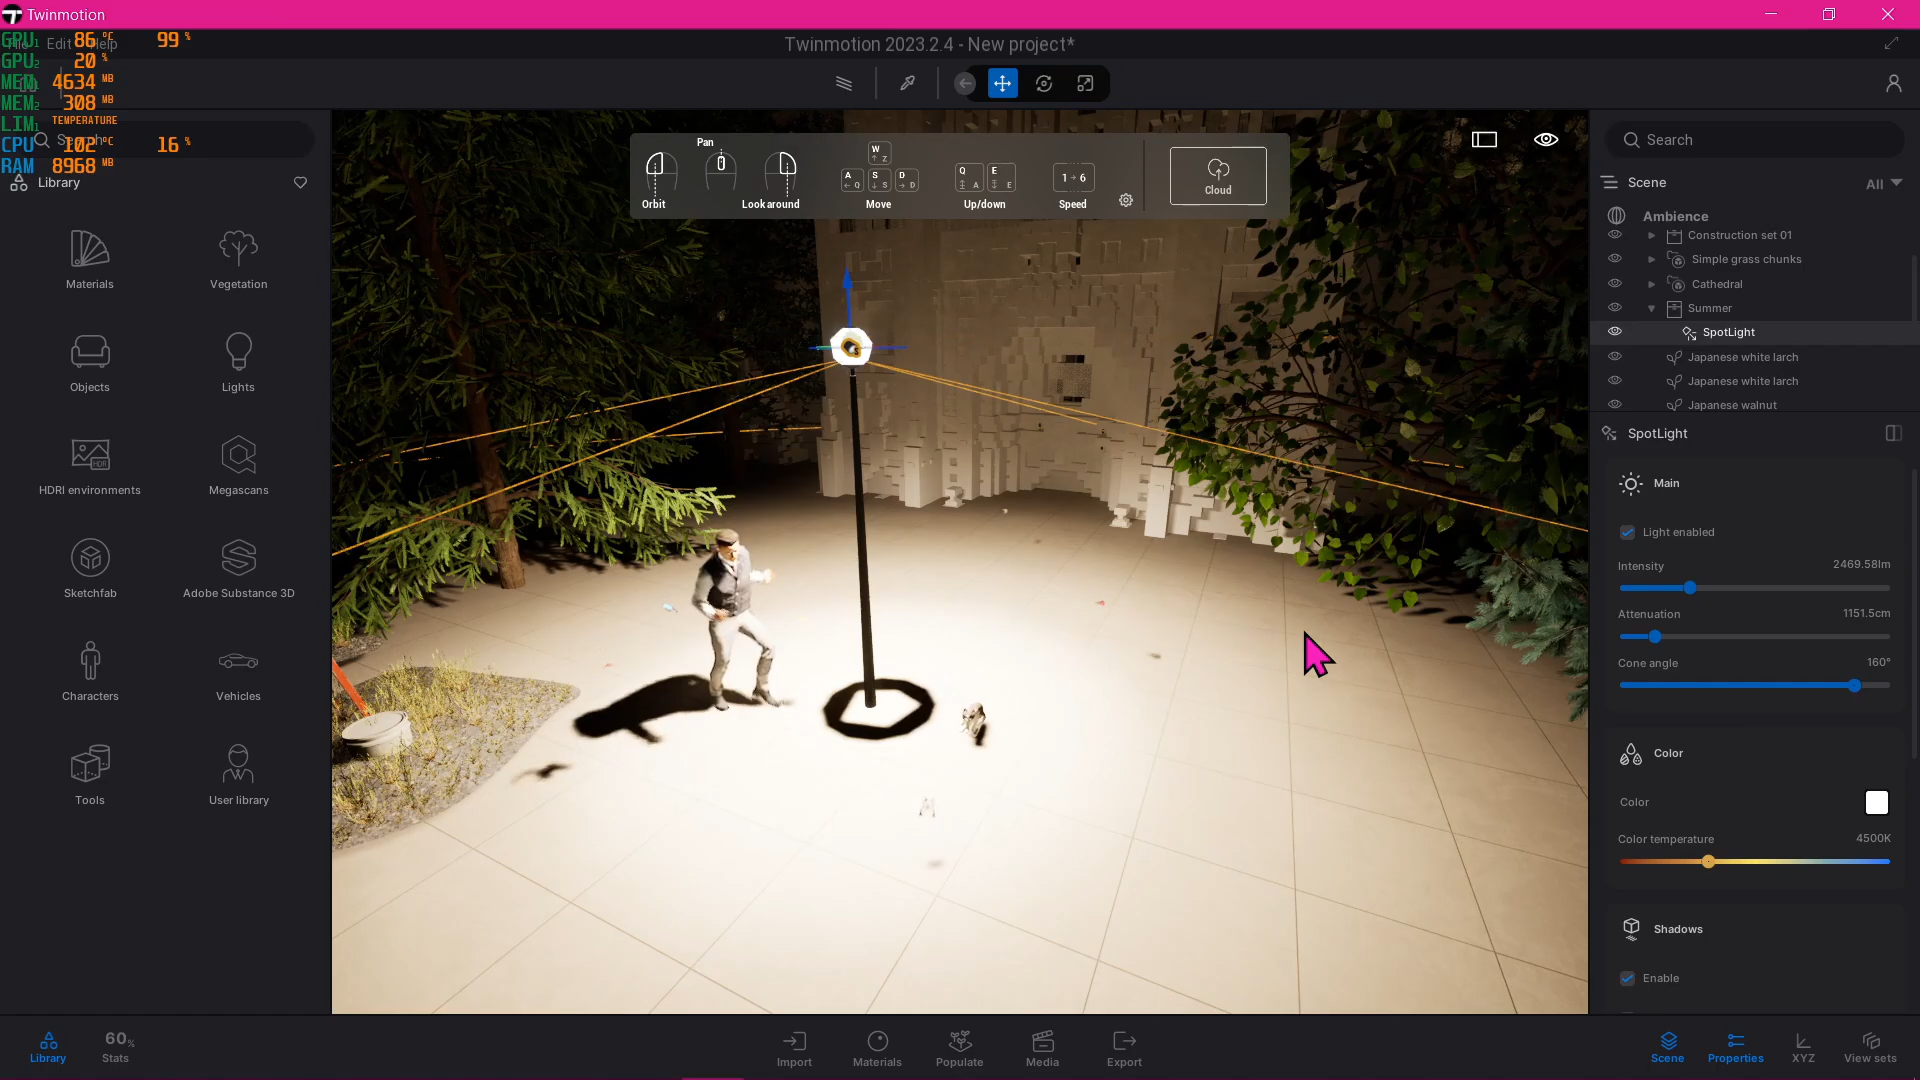 Twinmotion
GPU1 86 °C 99 %
File Edit Help
Twinmotion 2023.2.4 - New project*
GPU2 20 %
MEM1 4634 MB
MEM2 308 MB
LIM1 TEMPERATURE
CPU 102 °C 16 %
RAM 8968 MB
Search
Library
Materials
Vegetation
Objects
Lights
HDR
HDRI environments
Megascans
Sketchfab
Adobe Substance 3D
Characters
Vehicles
Tools
User library
Pan
Orbit
Look around
W
↑ Z
A
← Q
S
↓ S
D
→ D
Move
Q
A
E
E
Up/down
1 → 6
Speed
Cloud
Search
Scene
All
Ambience
Construction set 01
Simple grass chunks
Cathedral
Summer
SpotLight
Japanese white larch
Japanese white larch
Japanese walnut
SpotLight
Main
Light enabled
Intensity 2469.58lm
Attenuation 1151.5cm
Cone angle 160°
Color
Color
Color temperature 4500K
Shadows
Enable
Library
60%
Stats
Import
Materials
Populate
Media
Export
Scene
Properties
XYZ
View sets